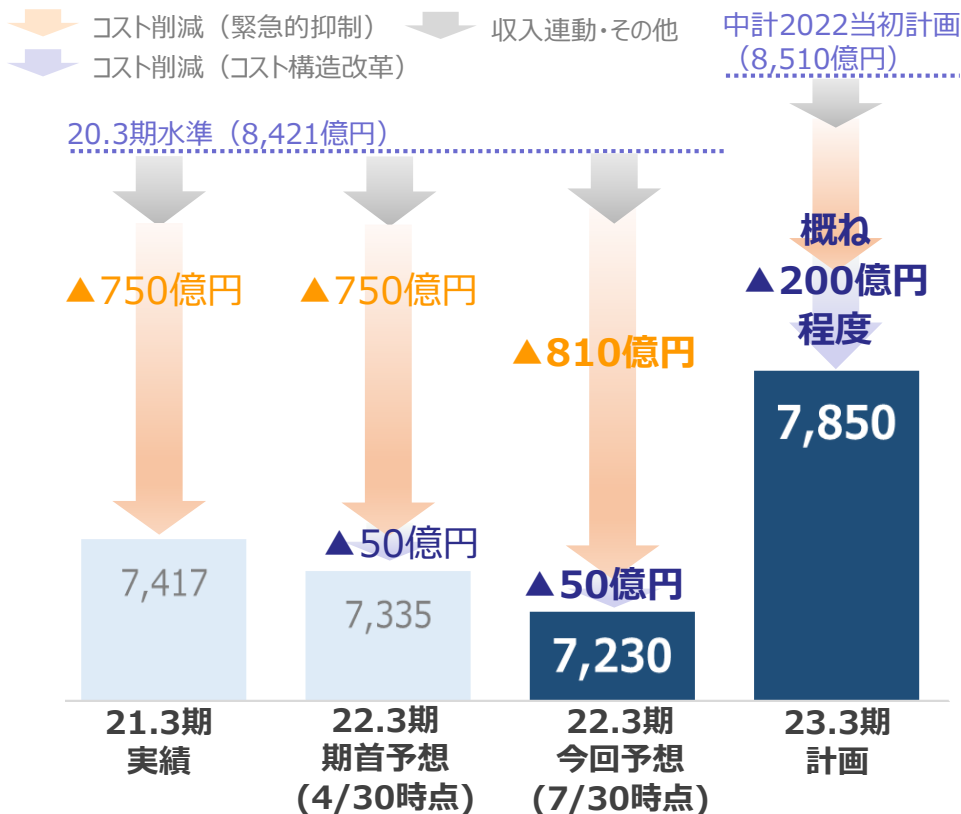 コスト削減（緊急的抑制）
収入連動・その他
コスト削減（コスト構造改革）
中計2022当初計画
（8,510億円）
20.3期水準（8,421億円）
▲750億円
▲750億円
▲50億円
▲810億円
▲50億円
概ね
▲200億円
程度
7,417
7,335
7,230
7,850
21.3期
実績
22.3期
期首予想
(4/30時点)
22.3期
今回予想
(7/30時点)
23.3期
計画